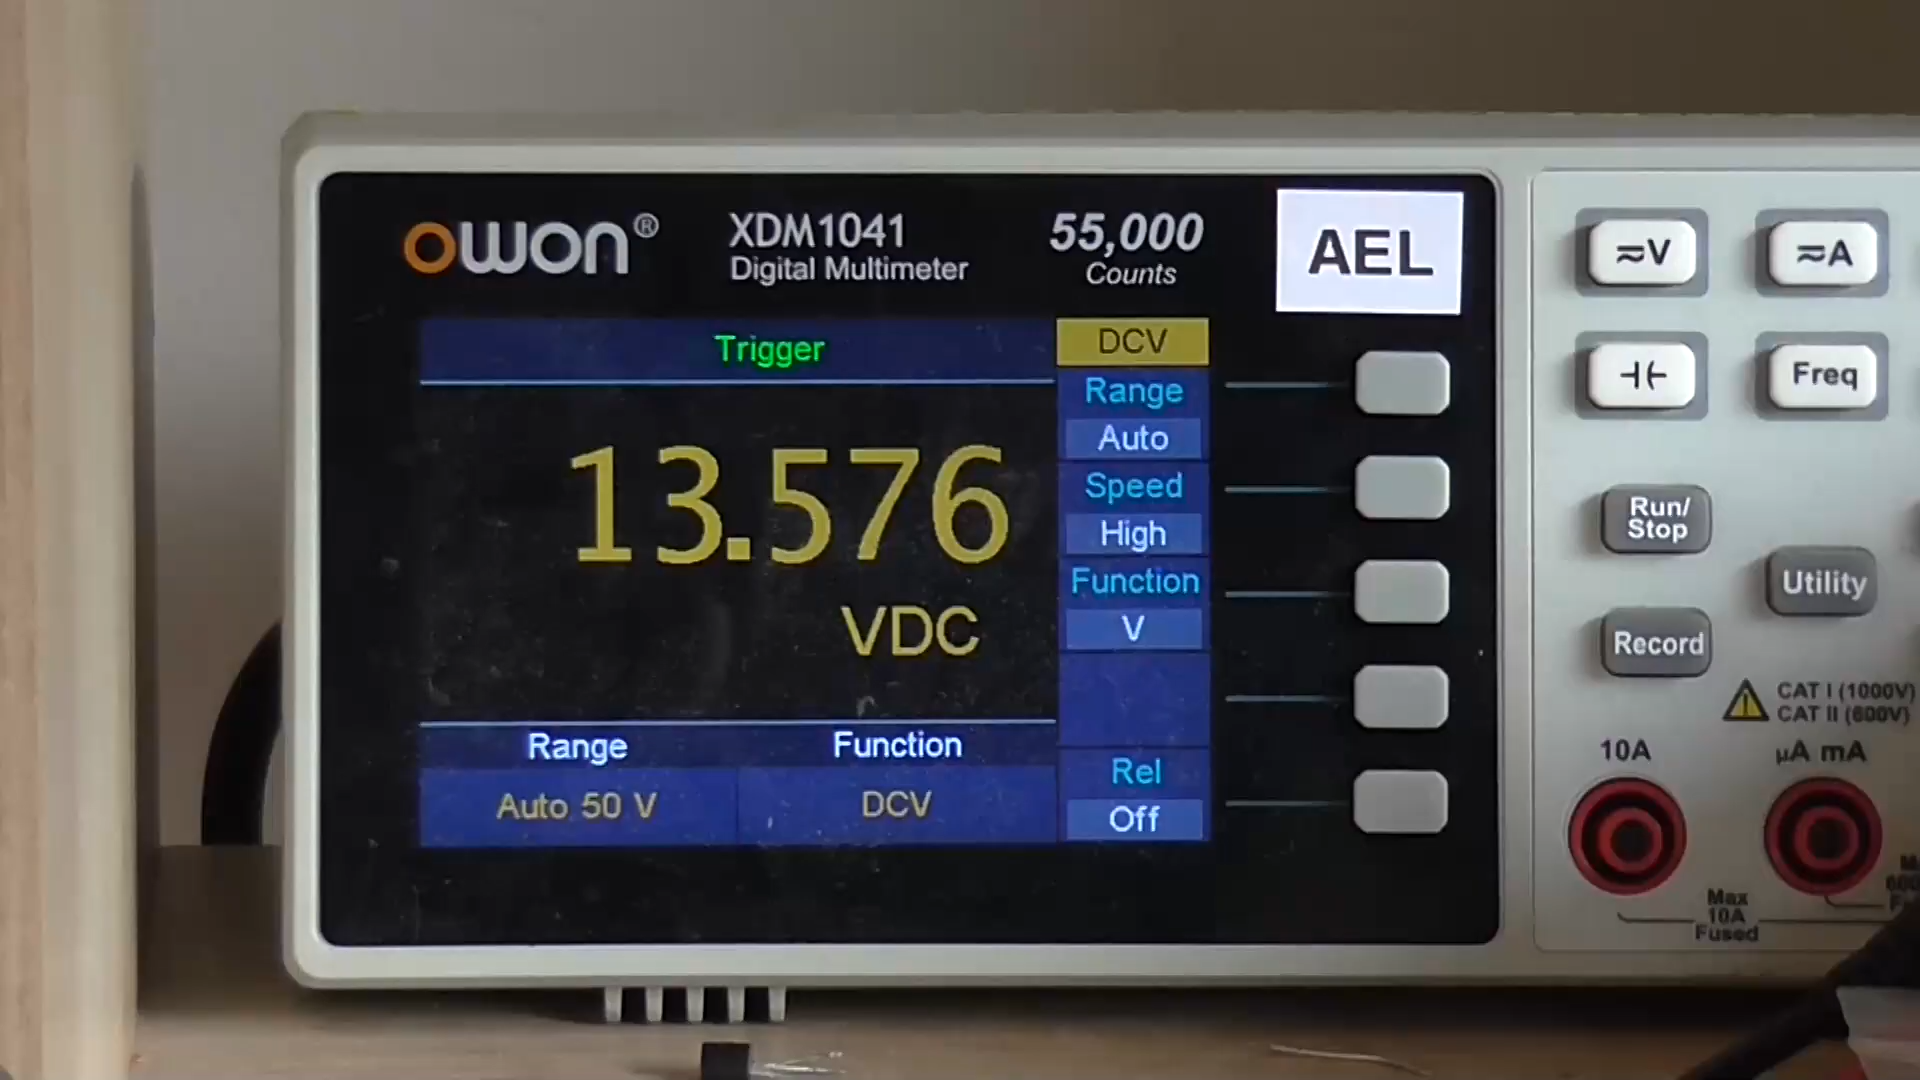 owon®
XDM1041
Digital Multimeter
55,000
Counts
AEL
Trigger
13.576
VDC
Range
Function
Auto 50 V
DCV
DCV
Range
Auto
Speed
High
Function
V
Rel
Off
≂V
≂A
Freq
Run/
Stop
Utility
Record
CAT I (1000V)
CAT II (600V)
10A
µA mA
Max
10A
Fused